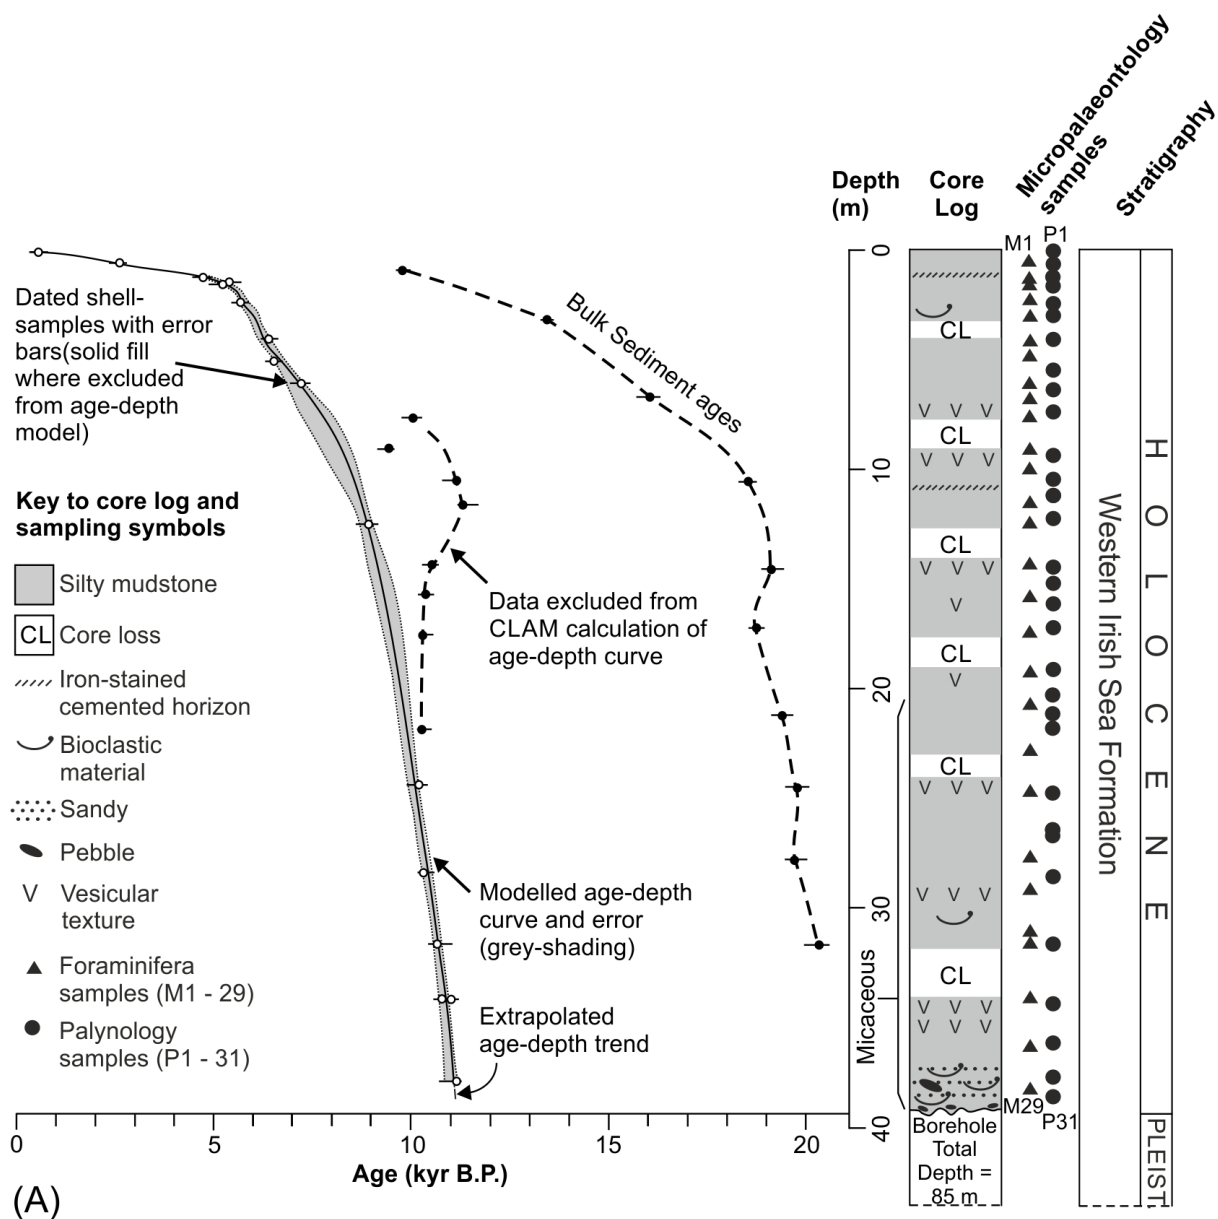 Micropalaeontology
samples
Stratigraphy
Depth
(m)
Core
Log
M1
P1
0
Dated shell-
samples with error
bars(solid fill
where excluded
from age-depth
model)
Bulk Sediment ages
CL
V V V
CL
V V V
10
Key to core log and
sampling symbols
Silty mudstone
CL Core loss
Iron-stained
cemented horizon
Bioclastic
material
Sandy
Pebble
V Vesicular
texture
Foraminifera
samples (M1 - 29)
Palynology
samples (P1 - 31)
Data excluded from
CLAM calculation of
age-depth curve
CL
V V V
V
CL
V
20
CL
V V V
Modelled age-depth
curve and error
(grey-shading)
V V V
30
CL
Micaceous
V V V
V V V
Extrapolated
age-depth trend
M29
P31
40
Western Irish Sea Formation
HOLOCENE
PLEIST.
Borehole
Total
Depth =
85 m
0 5 10 15 20
Age (kyr B.P.)
(A)